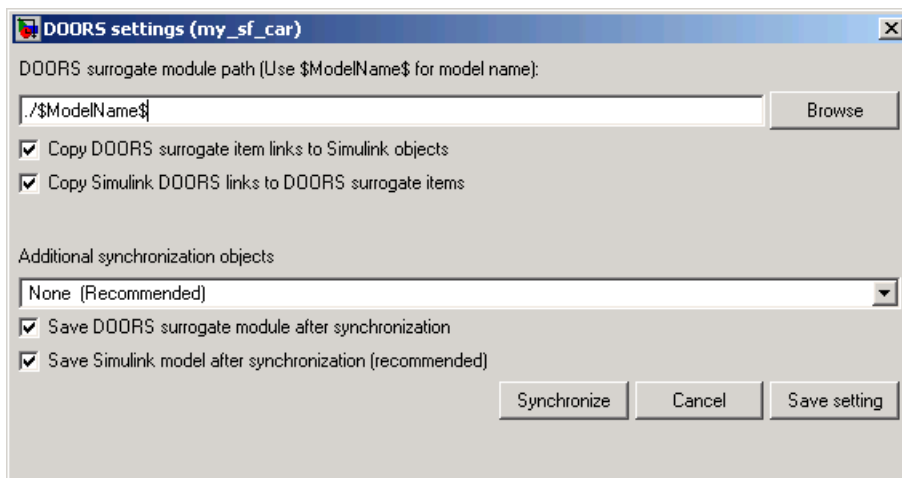 DOORS settings (my_sf_car)
DOORS surrogate module path (Use $ModelName$ for model name):
./$ModelName$
Browse
Copy DOORS surrogate item links to Simulink objects
Copy Simulink DOORS links to DOORS surrogate items
Additional synchronization objects
None (Recommended)
Save DOORS surrogate module after synchronization
Save Simulink model after synchronization (recommended)
Synchronize Cancel Save setting